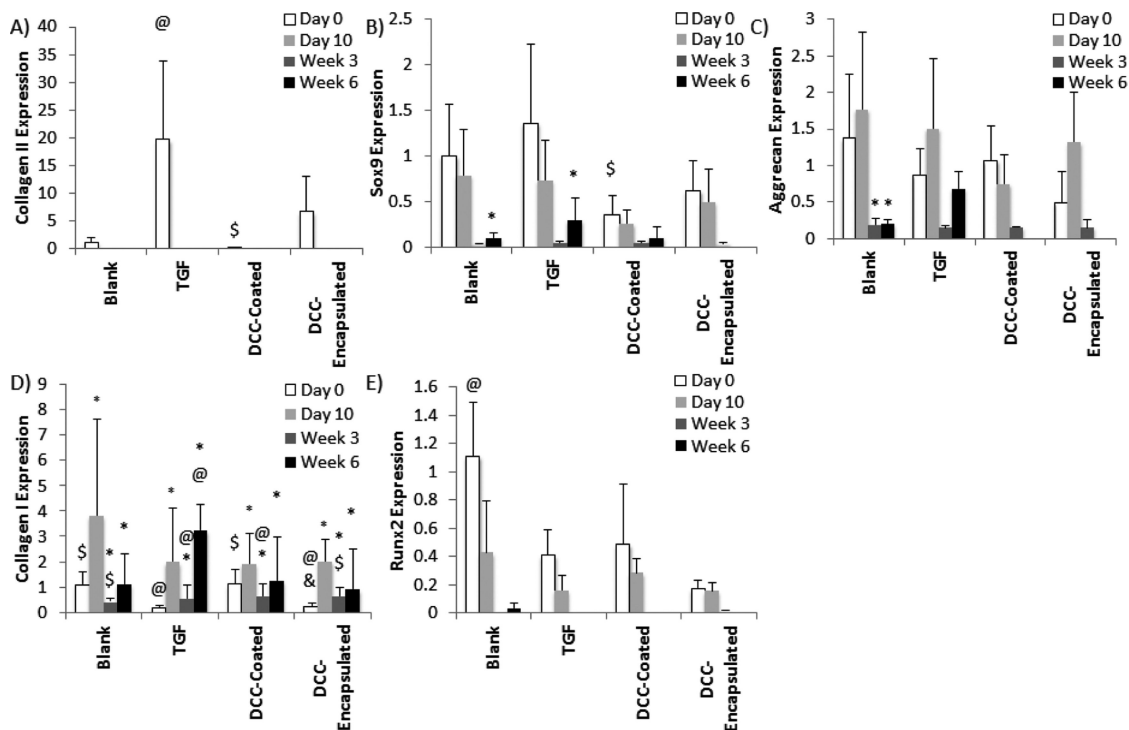 A)
Collagen II Expression
40
35
30
25
20
15
10
5
0
@
$
Day 0
Day 10
Week 3
Week 6
Blank
TGF
DCC-Coated
DCC-
Encapsulated
B)
Sox9 Expression
2.5
2
1.5
1
0.5
0
*
*
$
Day 0
Day 10
Week 3
Week 6
Blank
TGF
DCC-Coated
DCC-
Encapsulated
C)
Aggrecan Expression
3
2.5
2
1.5
1
0.5
0
* *
Day 0
Day 10
Week 3
Week 6
Blank
TGF
DCC-Coated
DCC-
Encapsulated
D)
Collagen I Expression
9
8
7
6
5
4
3
2
1
0
$
*
*
$
*
@
*
@
*
*
@
$
*
@
*
*
@
&
*
*
$
*
Day 0
Day 10
Week 3
Week 6
Blank
TGF
DCC-Coated
DCC-
Encapsulated
E)
Runx2 Expression
1.6
1.4
1.2
1
0.8
0.6
0.4
0.2
0
@
Day 0
Day 10
Week 3
Week 6
Blank
TGF
DCC-Coated
DCC-
Encapsulated